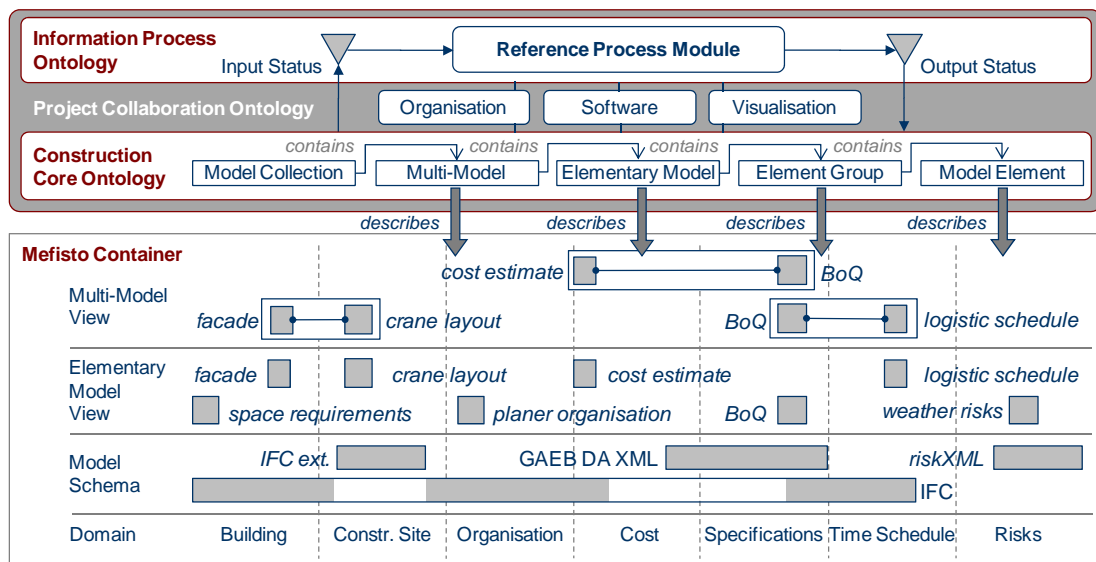 Information Process
Ontology
Reference Process Module
Input Status
Output Status
Project Collaboration Ontology
Organisation
Software
Visualisation
Construction
Core Ontology
contains
contains
contains
contains
Model Collection
Multi-Model
Elementary Model
Element Group
Model Element
describes
describes
describes
describes
Mefisto Container
Multi-Model
View
cost estimate
BoQ
facade
crane layout
BoQ
logistic schedule
Elementary
Model
View
facade
crane layout
cost estimate
logistic schedule
space requirements
planer organisation
BoQ
weather risks
Model
Schema
IFC ext.
GAEB DA XML
riskXML
IFC
Domain
Building
Constr. Site
Organisation
Cost
Specifications
Time Schedule
Risks